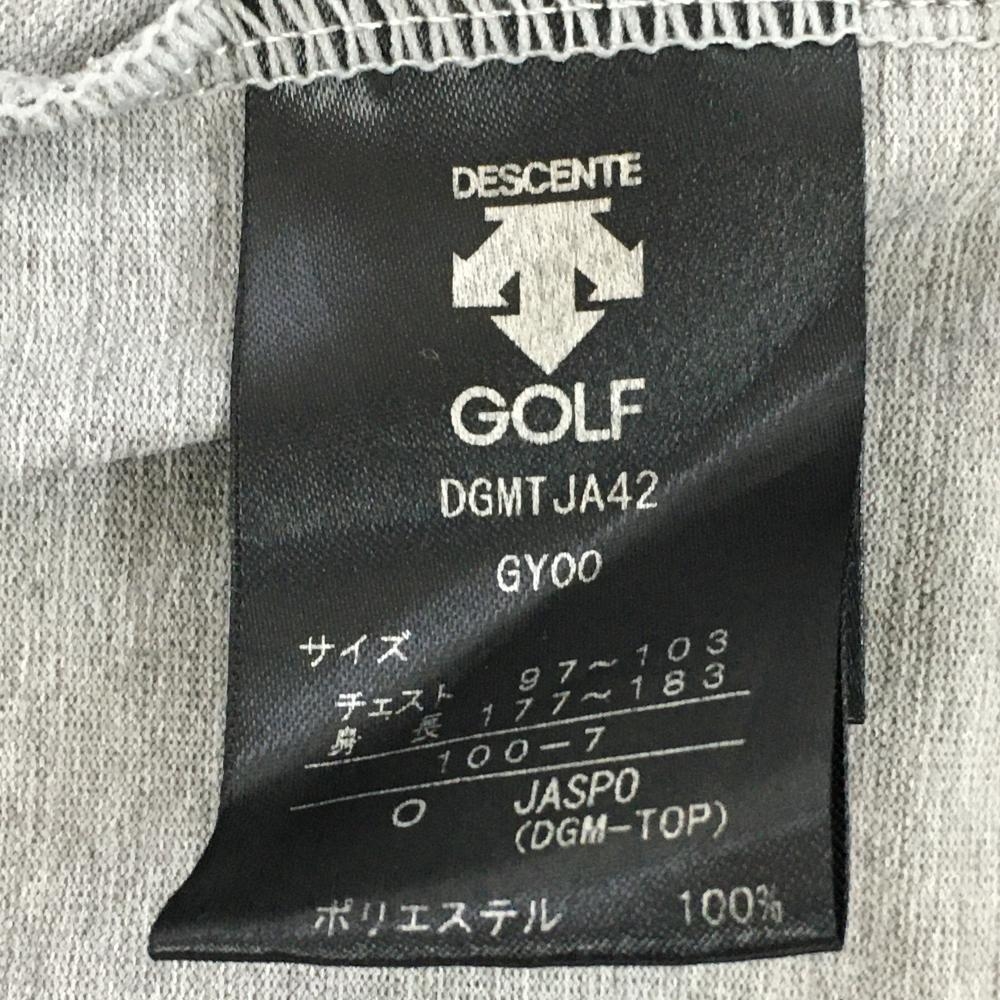 DESCENTE
GOLF
DGMTJA42
GY00
サイズ
チェスト 97～103
身長 177～183
100-7
O JASPO
(DGM-TOP)
ポリエステル 100%